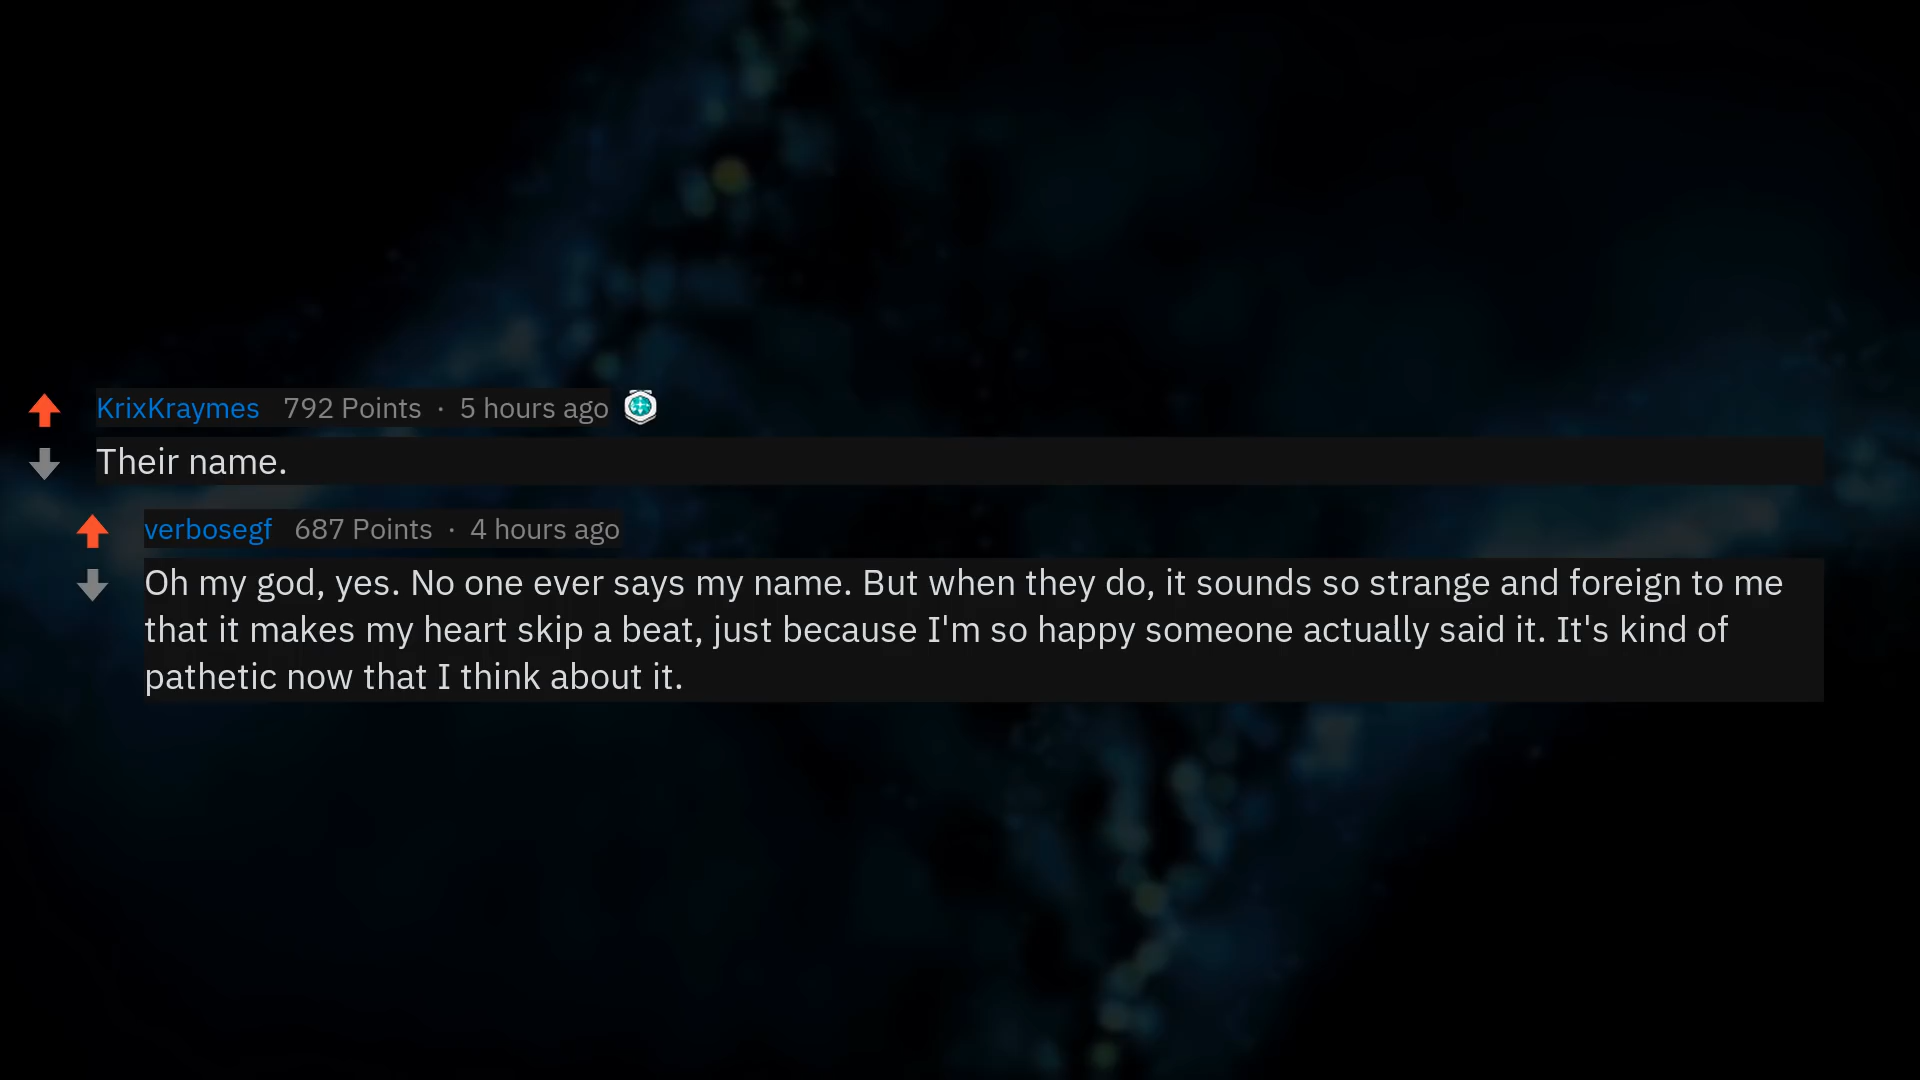 KrixKraymes 792 Points · 5 hours ago
Their name.
verbosegf 687 Points · 4 hours ago
Oh my god, yes. No one ever says my name. But when they do, it sounds so strange and foreign to me
that it makes my heart skip a beat, just because I'm so happy someone actually said it. It's kind of
pathetic now that I think about it.